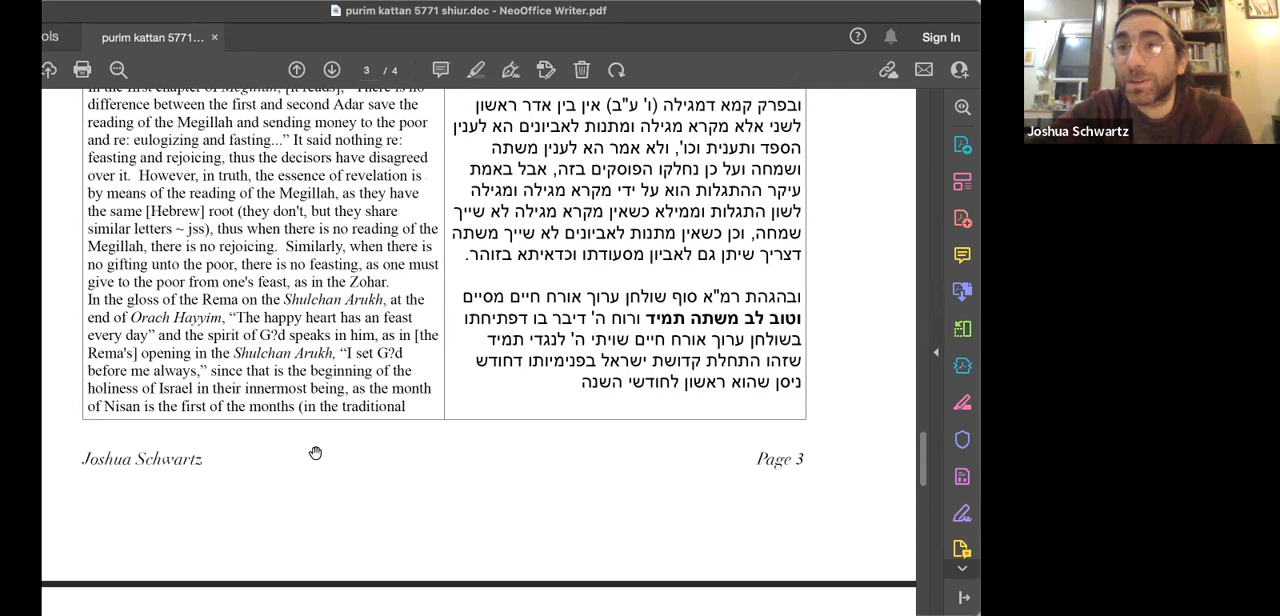 purim kattan 5771 shiur.doc - NeoOffice Writer.pdf
ols
purim kattan 5771... ×
Sign In
3 / 4
In the first chapter of Megillah, [it reads], "There is no
difference between the first and second Adar save the
reading of the Megillah and sending money to the poor
and re: eulogizing and fasting..." It said nothing re:
feasting and rejoicing, thus the decisors have disagreed
over it. However, in truth, the essence of revelation is
by means of the reading of the Megillah, as they have
the same [Hebrew] root (they don't, but they share
similar letters ~ jss), thus when there is no reading of the
Megillah, there is no rejoicing. Similarly, when there is
no gifting unto the poor, there is no feasting, as one must
give to the poor from one's feast, as in the Zohar.
In the gloss of the Rema on the Shulchan Arukh, at the
end of Orach Hayyim, "The happy heart has an feast
every day" and the spirit of G?d speaks in him, as in [the
Rema's] opening in the Shulchan Arukh, "I set G?d
before me always," since that is the beginning of the
holiness of Israel in their innermost being, as the month
of Nisan is the first of the months (in the traditional
ובפרק קמא דמגילה (ו' ע"ב) אין בין אדר ראשון
לשני אלא מקרא מגילה ומתנות לאביונים הא לענין
הספד ותענית וכו', ולא אמר הא לענין משתה
ושמחה ועל כן נחלקו הפוסקים בזה, אבל באמת
עיקר ההתגלות הוא על ידי מקרא מגילה ומגילה
לשון התגלות וממילא כשאין מקרא מגילה לא שייך
שמחה, וכן כשאין מתנות לאביונים לא שייך משתה
דצריך שיתן גם לאביון מסעודתו וכדאיתא בזוהר.
ובהגהת רמ"א סוף שולחן ערוך אורח חיים מסיים
וטוב לב משתה תמיד ורוח ה' דיבר בו דפתיחתו
בשולחן ערוך אורח חיים שויתי ה' לנגדי תמיד
שזהו התחלת קדושת ישראל בפנימיותו דחודש
ניסן שהוא ראשון לחודשי השנה
Joshua Schwartz
Page 3
Joshua Schwartz